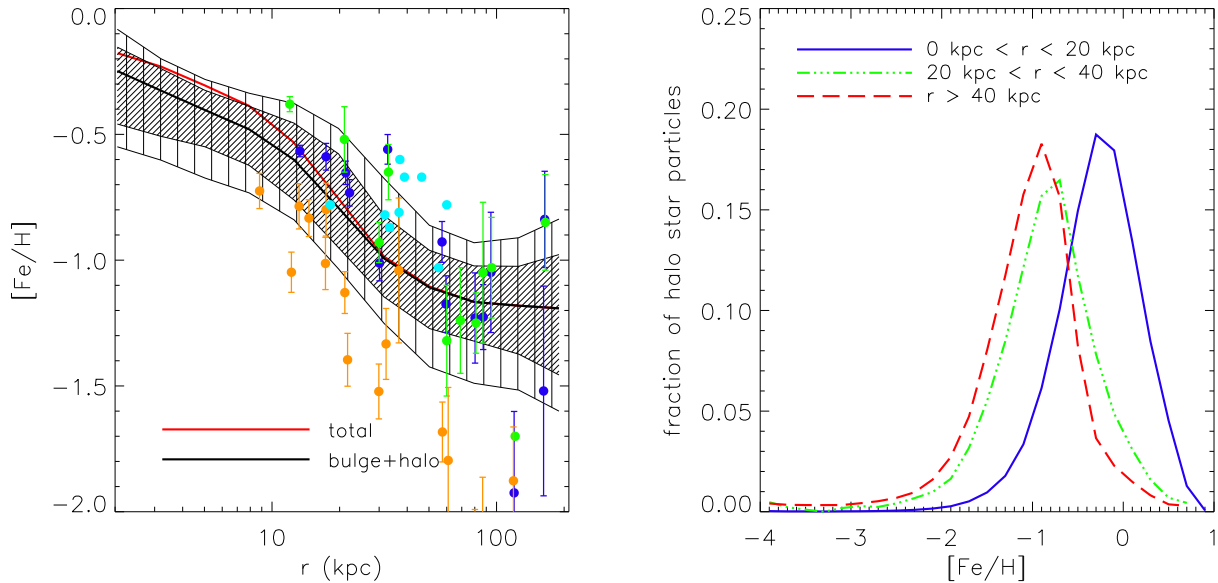 0.0
−0.5
−1.0
−1.5
−2.0
[Fe/H]
total
bulge+halo
10
100
r (kpc)
0.25
0.20
0.15
0.10
0.05
0.00
fraction of halo star particles
0 kpc < r < 20 kpc
20 kpc < r < 40 kpc
r > 40 kpc
−4
−3
−2
−1
0
1
[Fe/H]